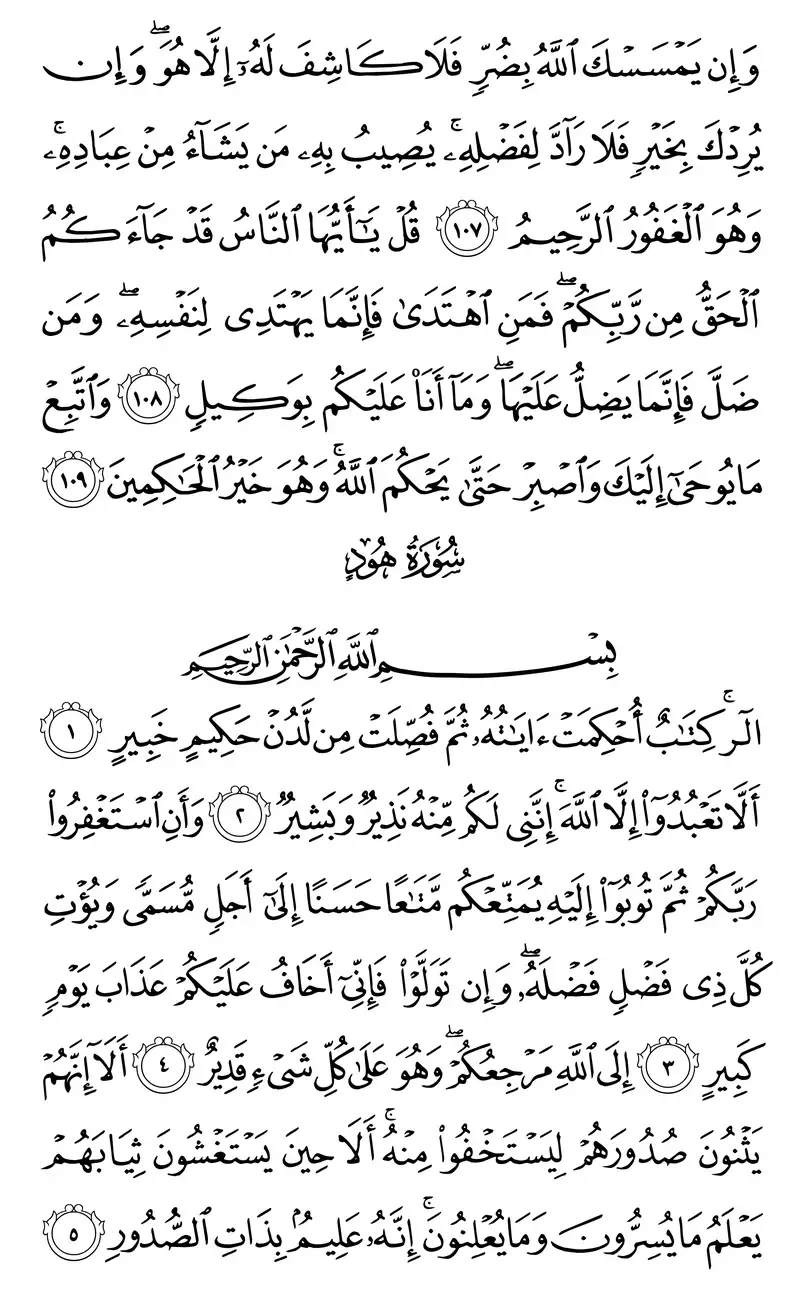 وَإِن يَمْسَسْكَ ٱللَّهُ بِضُرٍّ فَلَا كَاشِفَ لَهُۥٓ إِلَّا هُوَ ۖ وَإِن
يُرِدْكَ بِخَيْرٍ فَلَا رَآدَّ لِفَضْلِهِۦ ۚ يُصِيبُ بِهِۦ مَن يَشَآءُ مِنْ عِبَادِهِۦ ۚ
وَهُوَ ٱلْغَفُورُ ٱلرَّحِيمُ ١٠٧ قُلْ يَـٰٓأَيُّهَا ٱلنَّاسُ قَدْ جَآءَكُمُ
ٱلْحَقُّ مِن رَّبِّكُمْ ۖ فَمَنِ ٱهْتَدَىٰ فَإِنَّمَا يَهْتَدِى لِنَفْسِهِۦ ۖ وَمَن
ضَلَّ فَإِنَّمَا يَضِلُّ عَلَيْهَا ۖ وَمَآ أَنَا۠ عَلَيْكُم بِوَكِيلٍ ١٠٨ وَٱتَّبِعْ
مَا يُوحَىٰٓ إِلَيْكَ وَٱصْبِرْ حَتَّىٰ يَحْكُمَ ٱللَّهُ ۚ وَهُوَ خَيْرُ ٱلْحَـٰكِمِينَ ١٠٩
سُورَةُ هُودٍ
بِسْمِ ٱللَّهِ ٱلرَّحْمَـٰنِ ٱلرَّحِيمِ
الٓر ۚ كِتَـٰبٌ أُحْكِمَتْ ءَايَـٰتُهُۥ ثُمَّ فُصِّلَتْ مِن لَّدُنْ حَكِيمٍ خَبِيرٍ ١
أَلَّا تَعْبُدُوٓا۟ إِلَّا ٱللَّهَ ۚ إِنَّنِى لَكُم مِّنْهُ نَذِيرٌ وَبَشِيرٌ ٢ وَأَنِ ٱسْتَغْفِرُوا۟
رَبَّكُمْ ثُمَّ تُوبُوٓا۟ إِلَيْهِ يُمَتِّعْكُم مَّتَـٰعًا حَسَنًا إِلَىٰٓ أَجَلٍ مُّسَمًّى وَيُؤْتِ
كُلَّ ذِى فَضْلٍ فَضْلَهُۥ ۖ وَإِن تَوَلَّوْا۟ فَإِنِّىٓ أَخَافُ عَلَيْكُمْ عَذَابَ يَوْمٍ
كَبِيرٍ ٣ إِلَى ٱللَّهِ مَرْجِعُكُمْ ۖ وَهُوَ عَلَىٰ كُلِّ شَىْءٍ قَدِيرٌ ٤ أَلَآ إِنَّهُمْ
يَثْنُونَ صُدُورَهُمْ لِيَسْتَخْفُوا۟ مِنْهُ ۚ أَلَا حِينَ يَسْتَغْشُونَ ثِيَابَهُمْ
يَعْلَمُ مَا يُسِرُّونَ وَمَا يُعْلِنُونَ ۚ إِنَّهُۥ عَلِيمٌۢ بِذَاتِ ٱلصُّدُورِ ٥